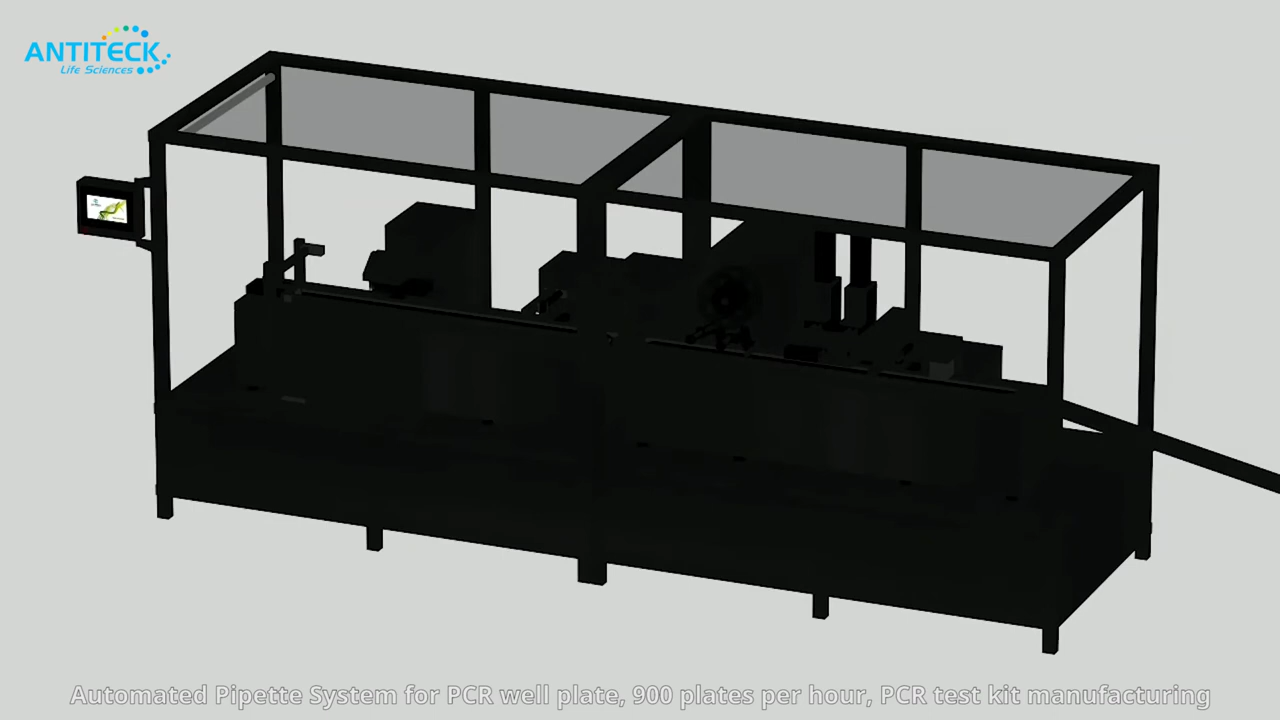 ANTITECK
Life Sciences
Automated Pipette System for PCR well plate, 900 plates per hour, PCR test kit manufacturing